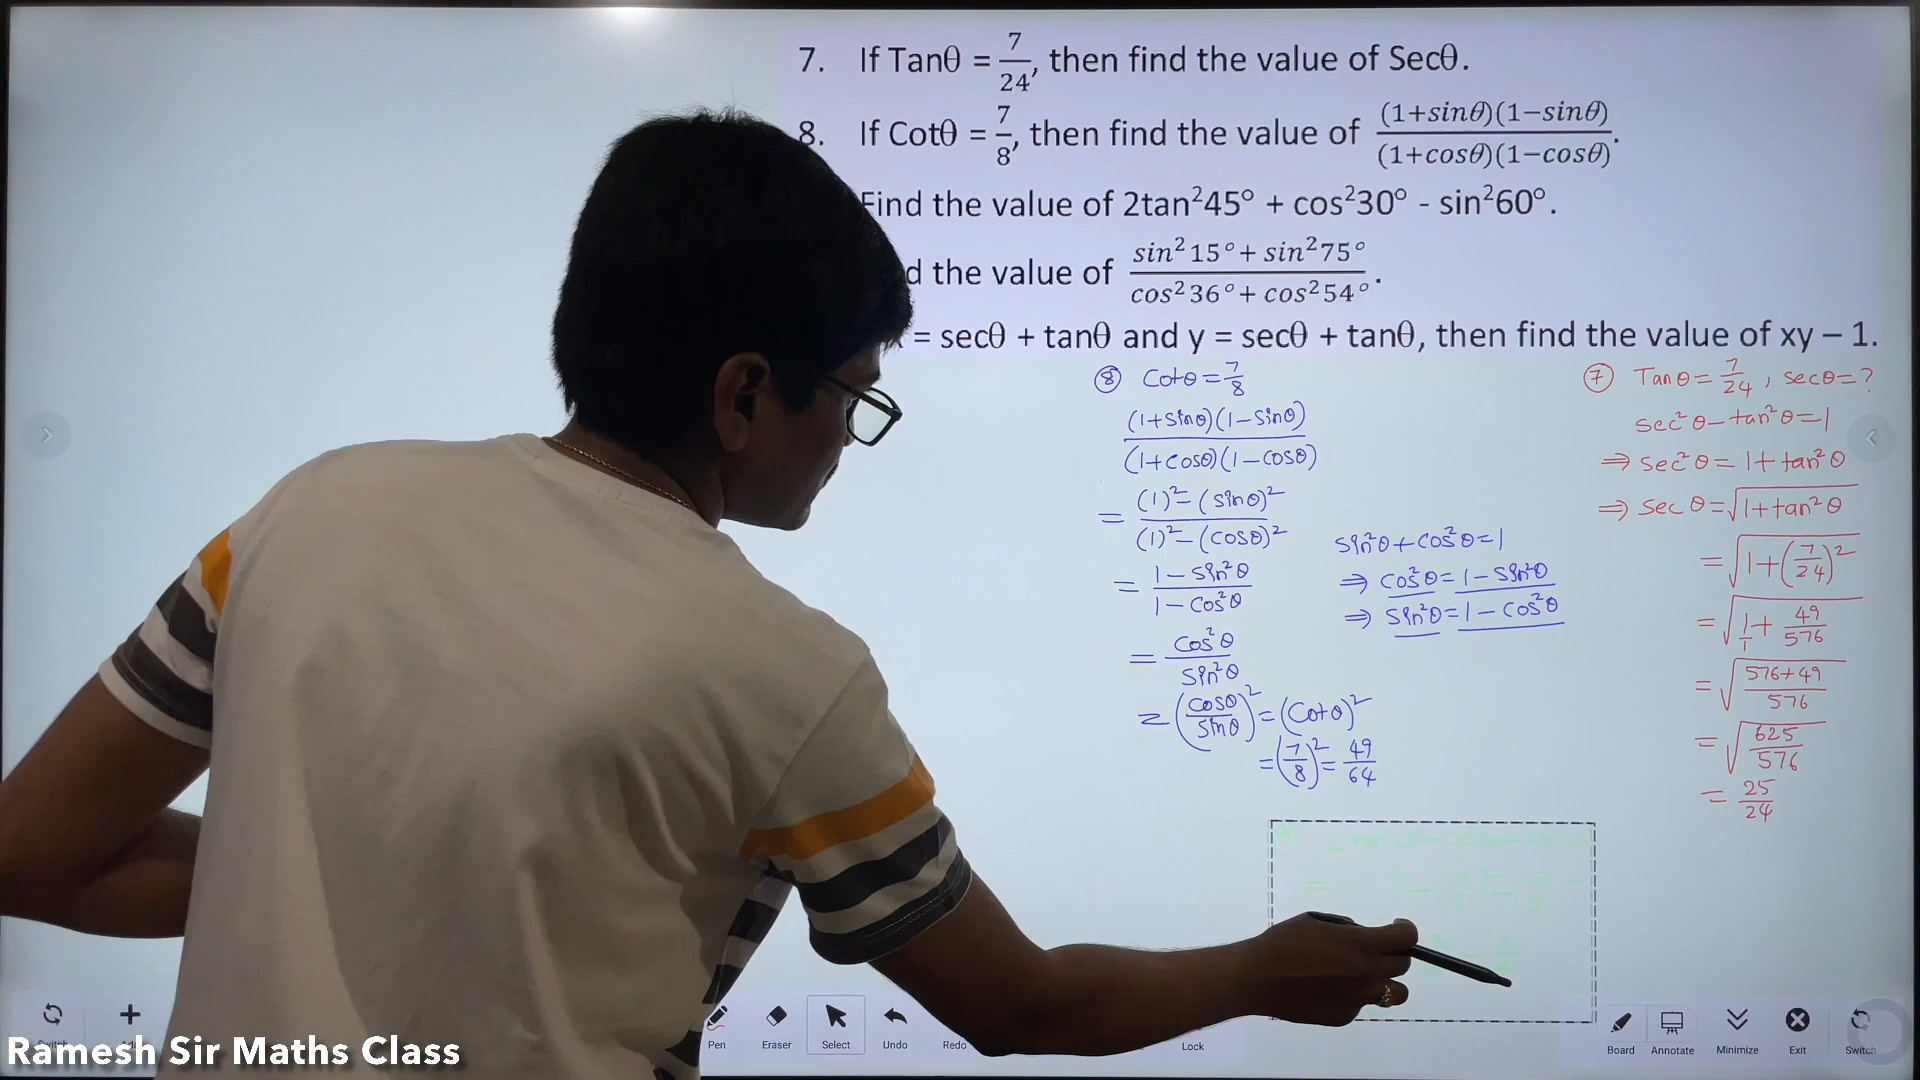 7. If Tanθ = 7/24, then find the value of Secθ.
8. If Cotθ = 7/8, then find the value of (1+sinθ)(1−sinθ)/(1+cosθ)(1−cosθ).
Find the value of 2tan²45° + cos²30° - sin²60°.
d the value of sin²15°+ sin²75°/cos²36°+ cos²54°.
= secθ + tanθ and y = secθ + tanθ, then find the value of xy – 1.
⑧ Cotθ = 7/8
(1+sinθ)(1−sinθ)/(1+cosθ)(1−cosθ)
= (1)²−(sinθ)²/(1)²−(cosθ)²
= 1−sin²θ/1−cos²θ
= cos²θ/sin²θ
= (cosθ/sinθ)² = (cotθ)²
= (7/8)² = 49/64
sin²θ+cos²θ=1
⇒ cos²θ=1−sin²θ
⇒ sin²θ=1−cos²θ
⑦ Tanθ = 7/24, secθ=?
sec²θ−tan²θ=1
⇒ sec²θ=1+tan²θ
⇒ secθ=√1+tan²θ
= √1+(7/24)²
= √1/1+49/576
= √576+49/576
= √625/576
= 25/24
Pen Eraser Select Undo Redo Lock Board Annotate Minimize Exit Switch
Ramesh Sir Maths Class